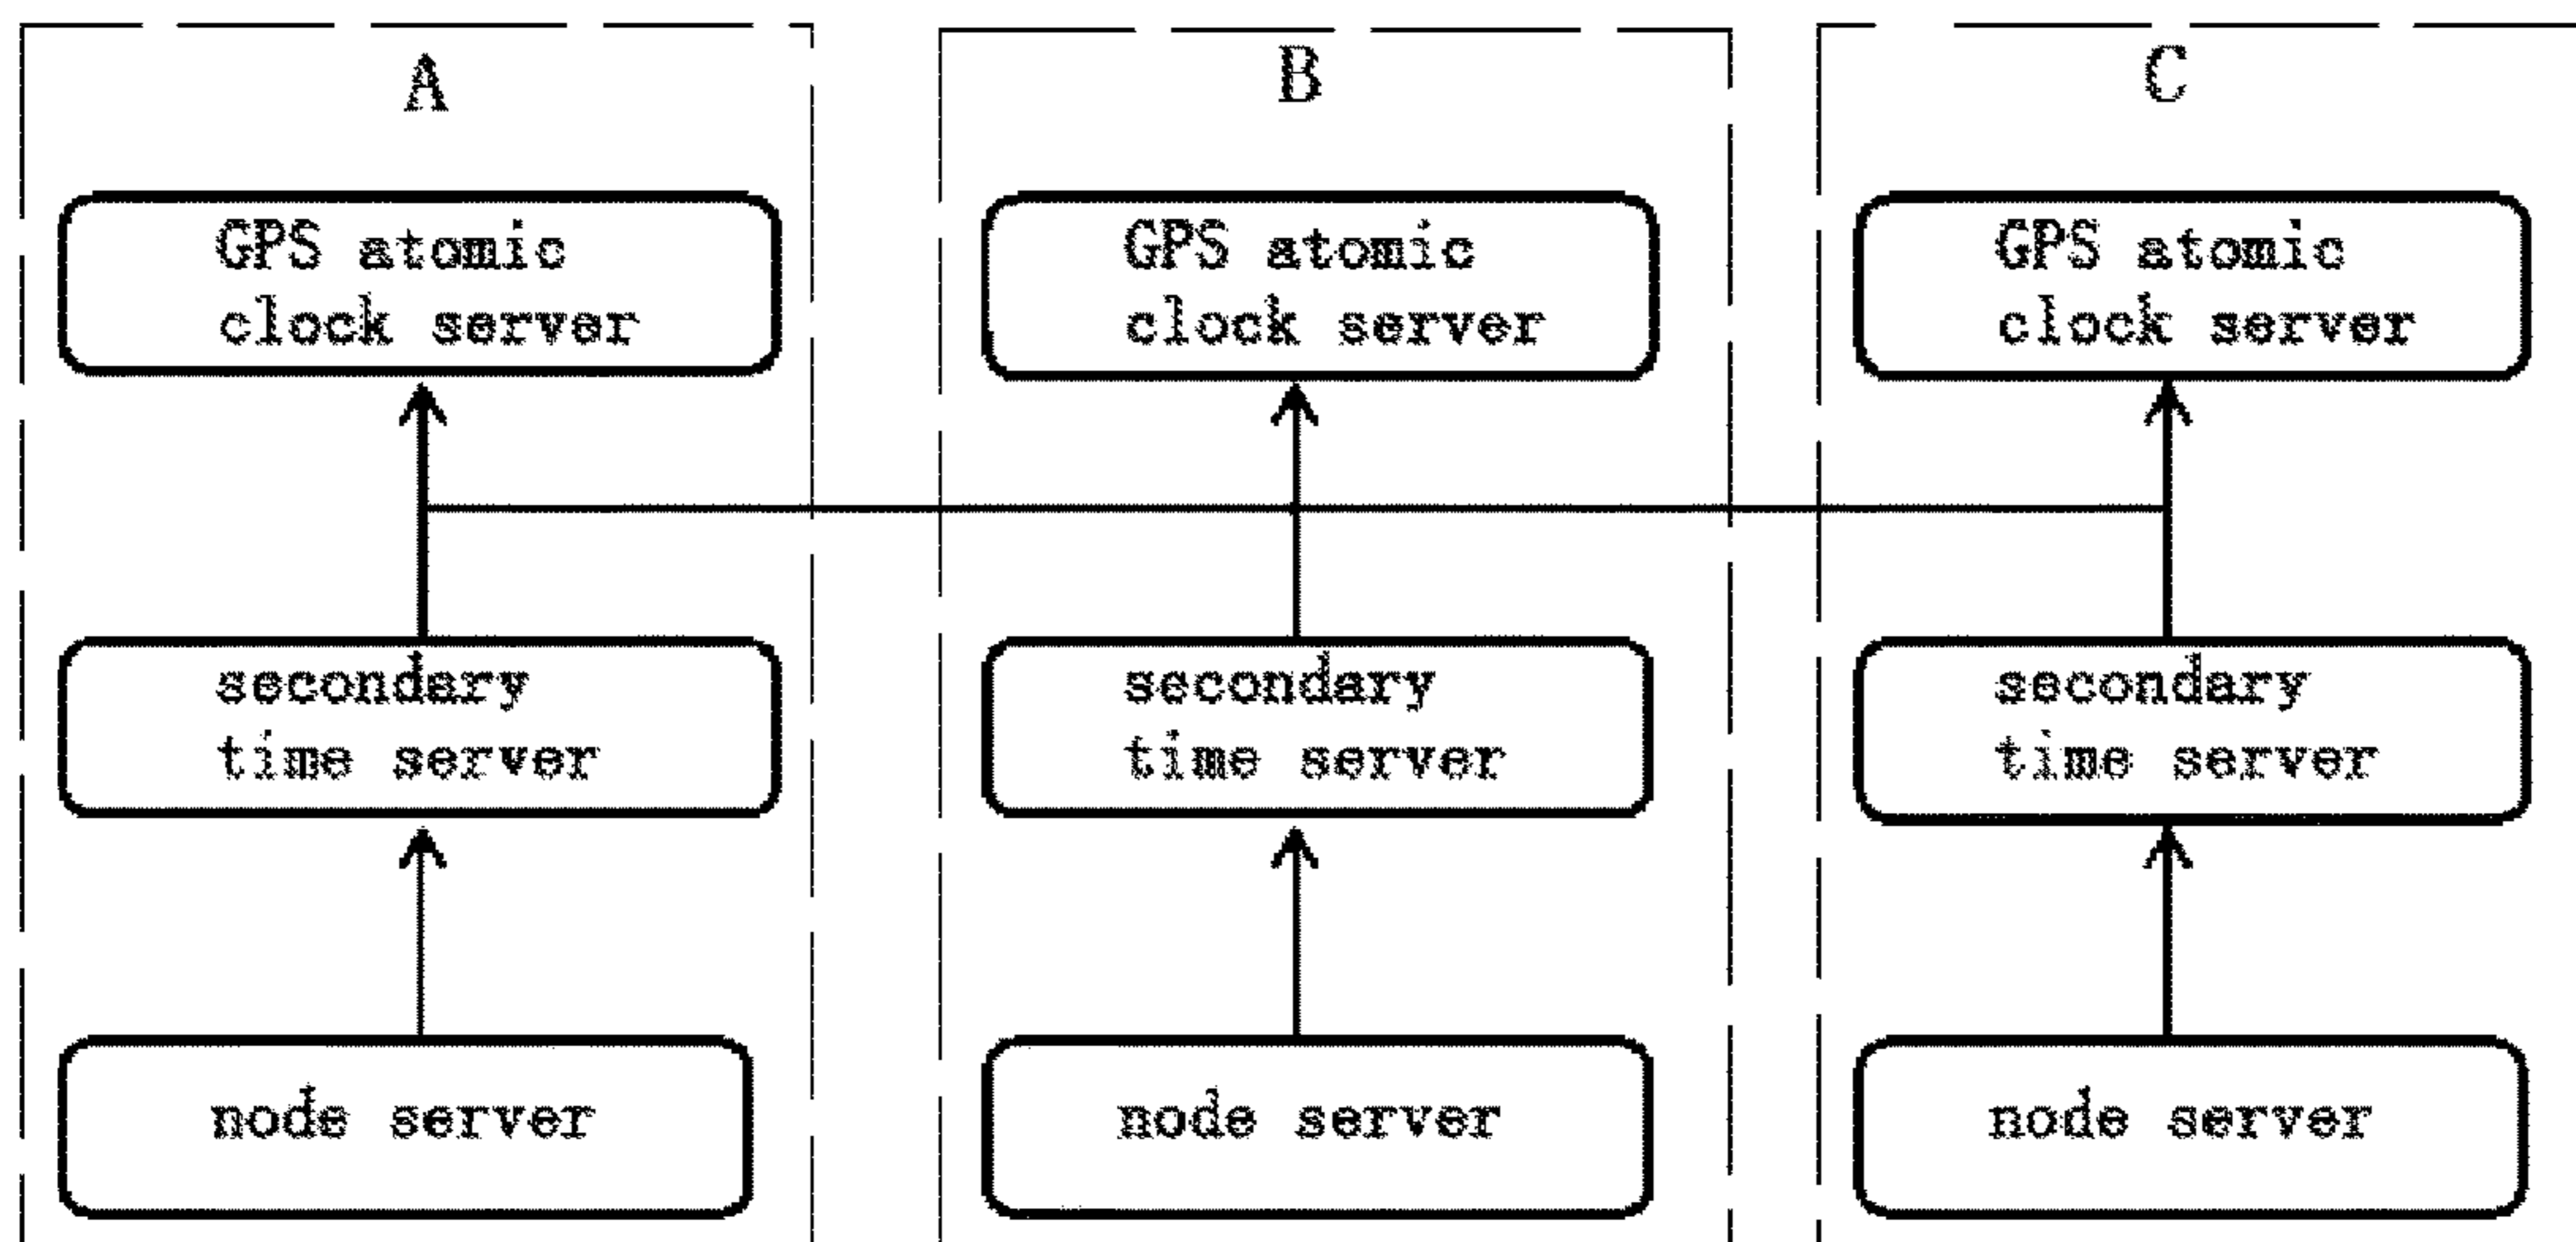 A
GPS atomic
clock server
secondary
time server
node server
B
GPS atomic
clock server
secondary
time server
node server
C
GPS atomic
clock server
secondary
time server
node server